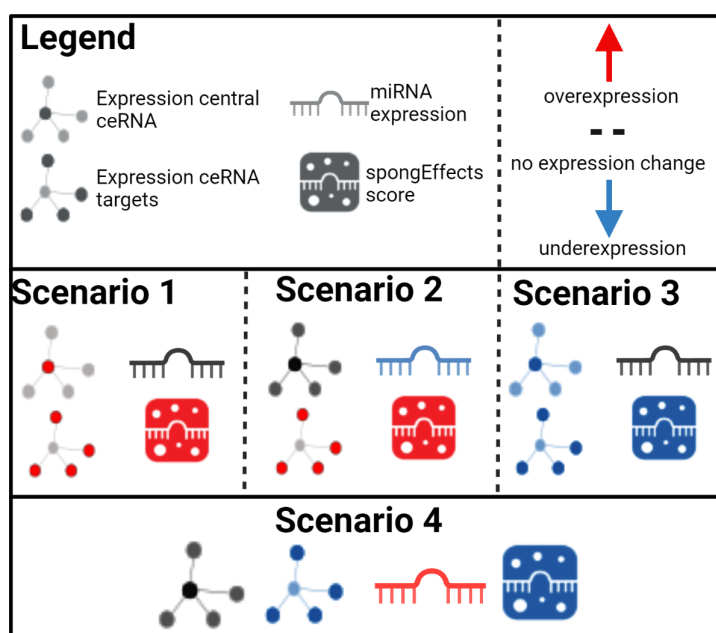 Legend
Expression central
ceRNA
miRNA
expression
Expression ceRNA
targets
spongEffects
score
overexpression
--
no expression change
underexpression
Scenario 1
Scenario 2
Scenario 3
Scenario 4